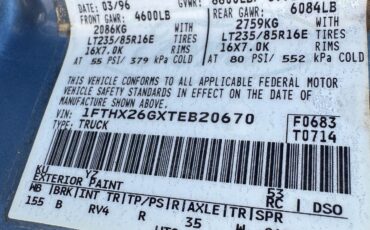 DATE: 03/96 GVWR:
FRONT GAWR: 4600LB REAR GAWR: 6084LB
2086KG WITH 2759KG WITH
LT235/85R16E TIRES LT235/85R16E TIRES
16X7.0K RIMS 16X7.0K RIMS
AT 55 PSI/ 379 kPa COLD AT 80 PSI/ 552 kPa COLD
THIS VEHICLE CONFORMS TO ALL APPLICABLE FEDERAL MOTOR
VEHICLE SAFETY STANDARDS IN EFFECT ON THE DATE OF
MANUFACTURE SHOWN ABOVE.
VIN: 1FTHX26GXTEB20670 F0683
TYPE: TRUCK T0714
KU YZ 53
EXTERIOR PAINT RC DSO
WB BRK INT TR TP/PS R AXLE TR SPR
155 B RV4 R 35 W